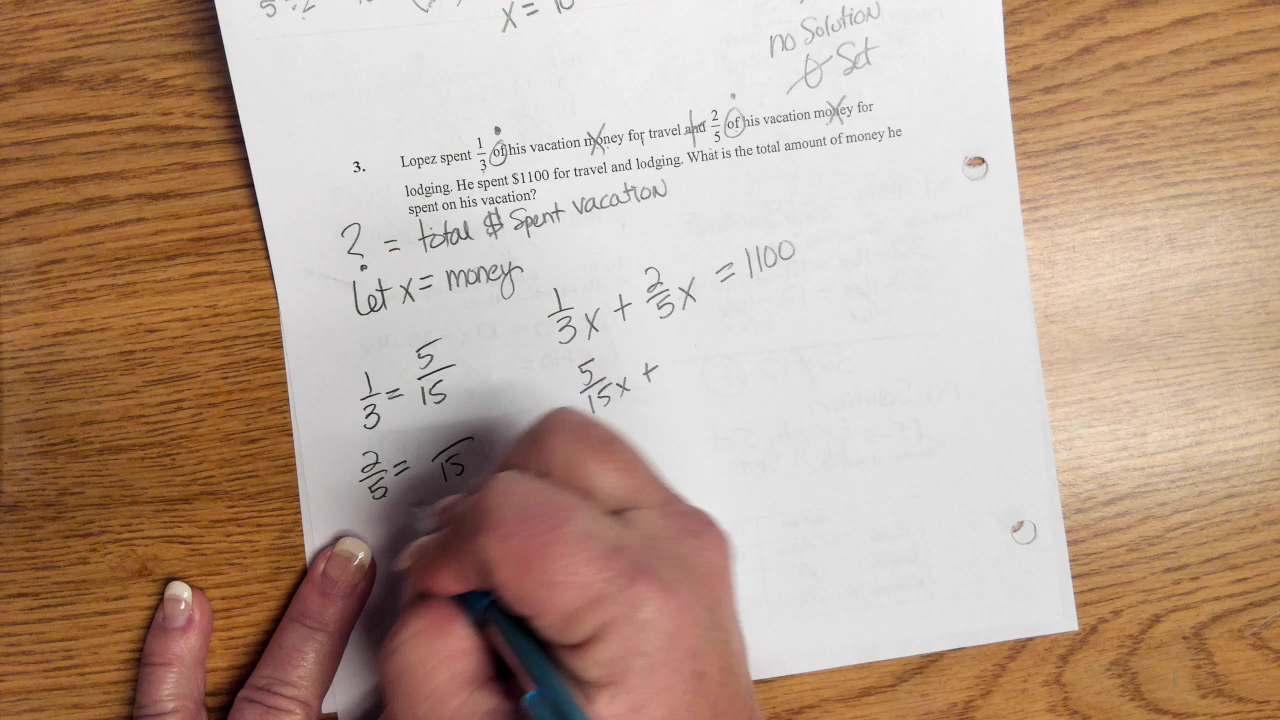 x = 10
no Solution
∅ Set
3. Lopez spent 1/3 of his vacation money for travel and 2/5 of his vacation money for
lodging. He spent $1100 for travel and lodging. What is the total amount of money he
spent on his vacation?
? = total $ Spent vacation
Let x = money
1/3 x + 2/5 x = 1100
1/3 = 5/15
5/15 x +
2/5 = /15